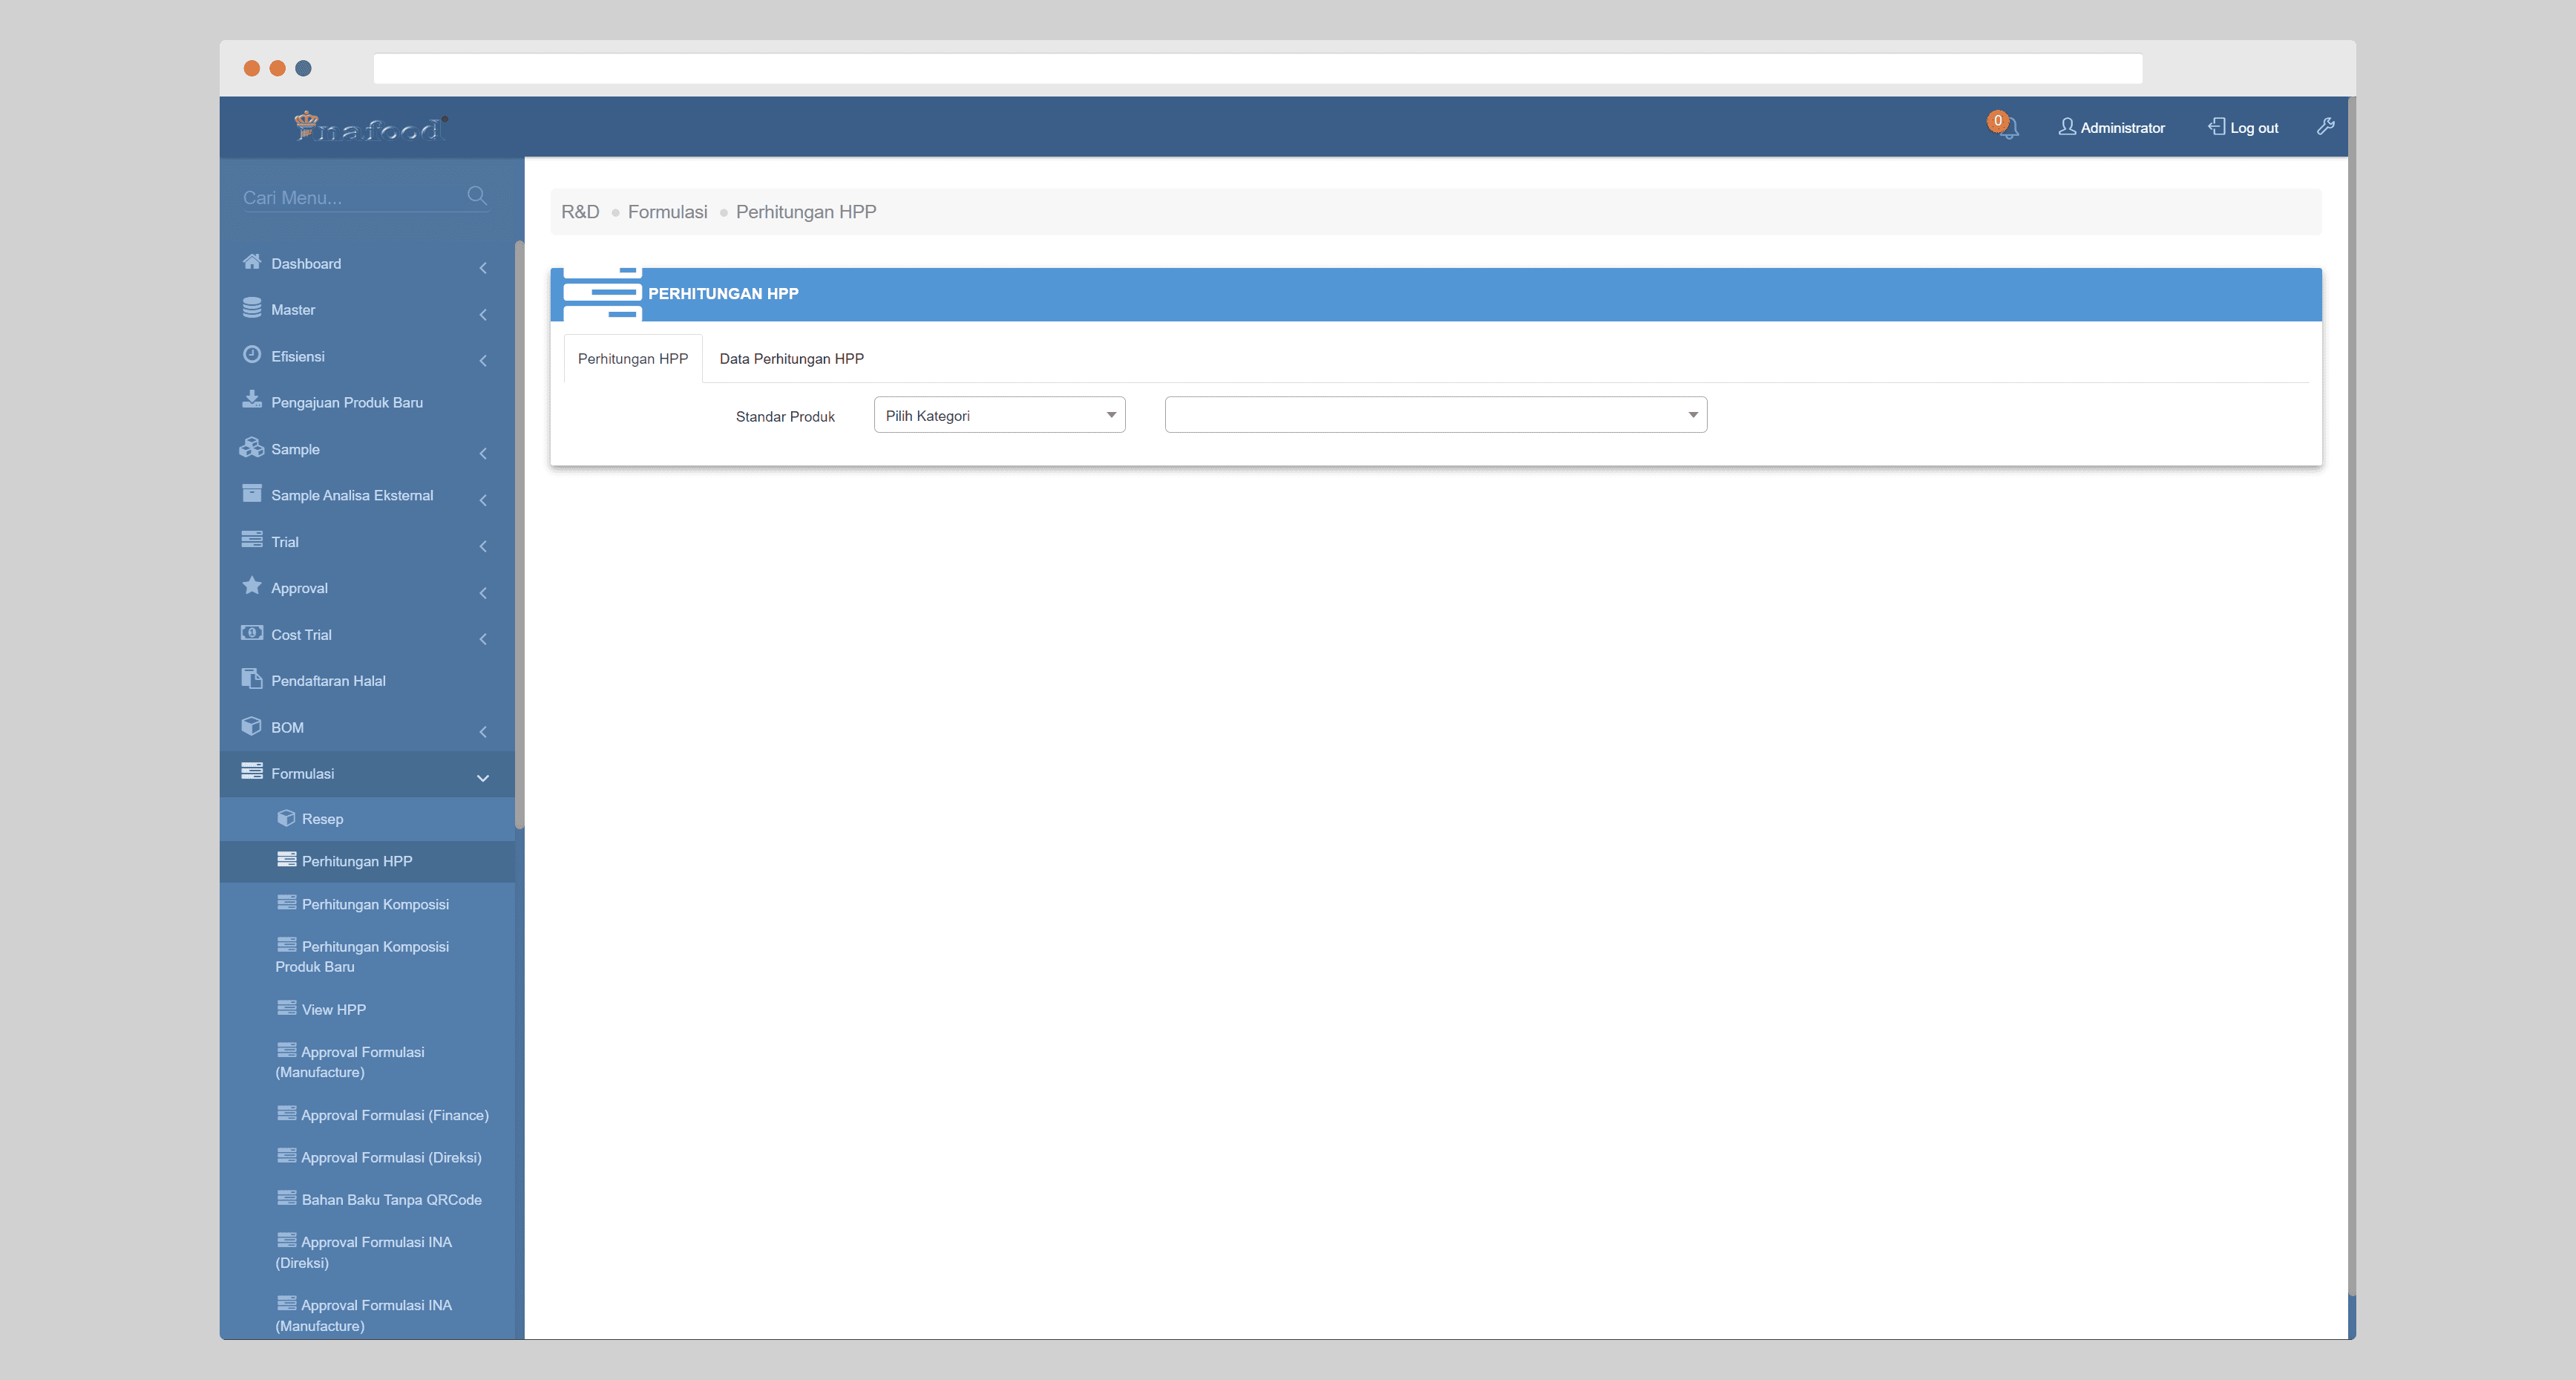 Inafood
0
Administrator
Log out
Cari Menu...
R&D Formulasi Perhitungan HPP
Dashboard
Master
Efisiensi
Pengajuan Produk Baru
Sample
Sample Analisa Eksternal
Trial
Approval
Cost Trial
Pendaftaran Halal
BOM
Formulasi
Resep
Perhitungan HPP
Perhitungan Komposisi
Perhitungan Komposisi
Produk Baru
View HPP
Approval Formulasi
(Manufacture)
Approval Formulasi (Finance)
Approval Formulasi (Direksi)
Bahan Baku Tanpa QRCode
Approval Formulasi INA
(Direksi)
Approval Formulasi INA
(Manufacture)
PERHITUNGAN HPP
Perhitungan HPP Data Perhitungan HPP
Standar Produk Pilih Kategori